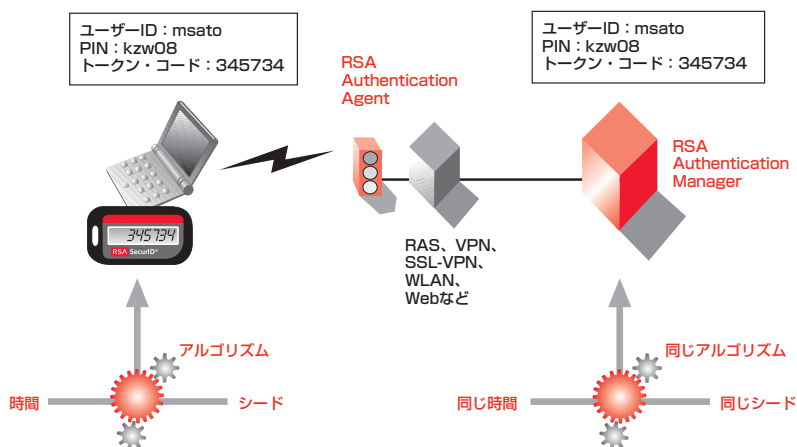 ユーザーID：msato
PIN：kzw08
トークン・コード：345734
ユーザーID：msato
PIN：kzw08
トークン・コード：345734
RSA
Authentication
Agent
RSA
Authentication
Manager
345734
RSA SecurID®
RAS、VPN、
SSL-VPN、
WLAN、
Webなど
アルゴリズム
時間
シード
同じアルゴリズム
同じ時間
同じシード